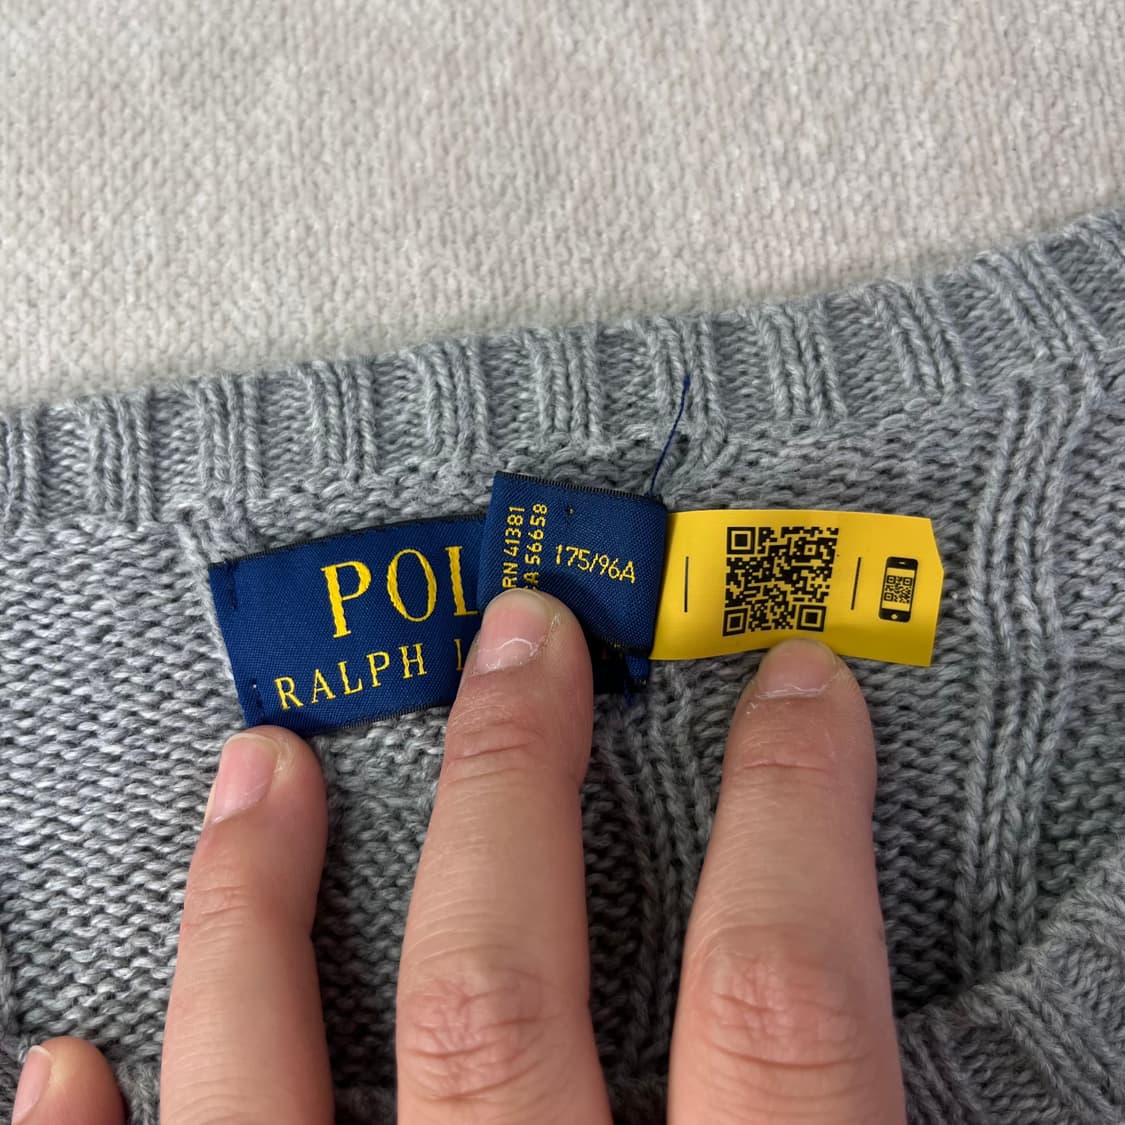 POL
RALPH L
RN 41381
A 56658
175/96A